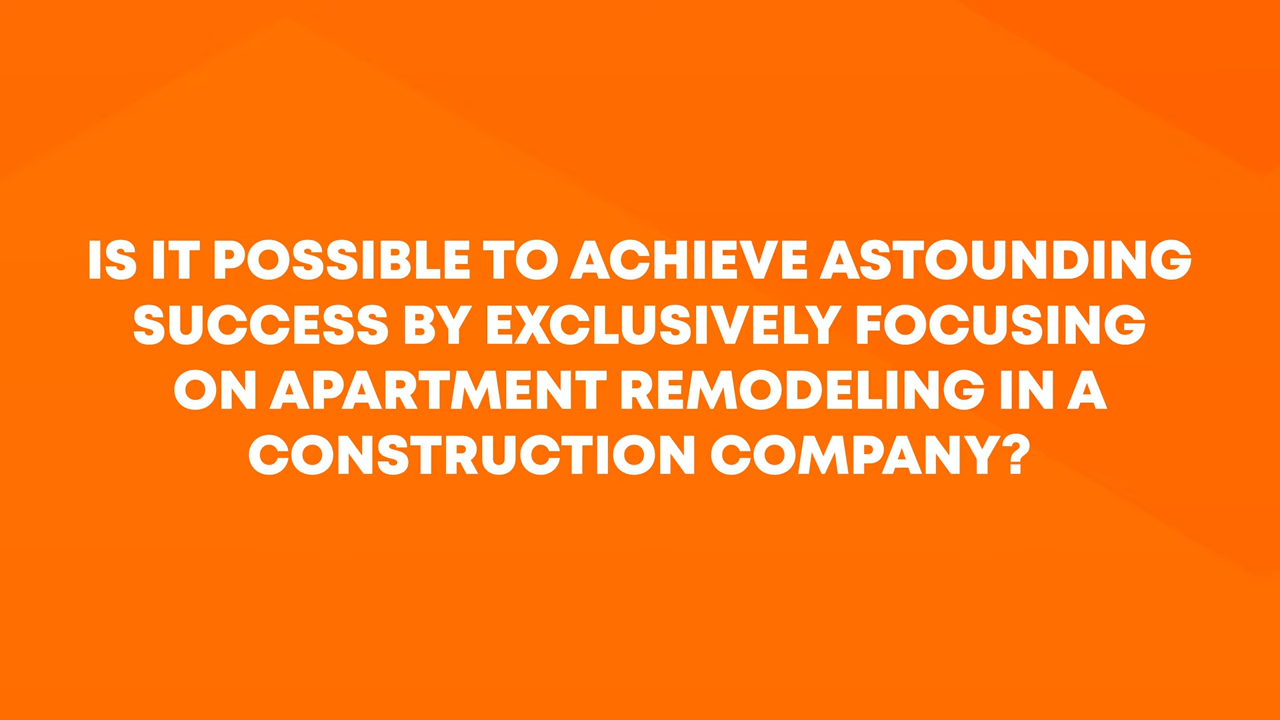 IS IT POSSIBLE TO ACHIEVE ASTOUNDING
SUCCESS BY EXCLUSIVELY FOCUSING
ON APARTMENT REMODELING IN A
CONSTRUCTION COMPANY?